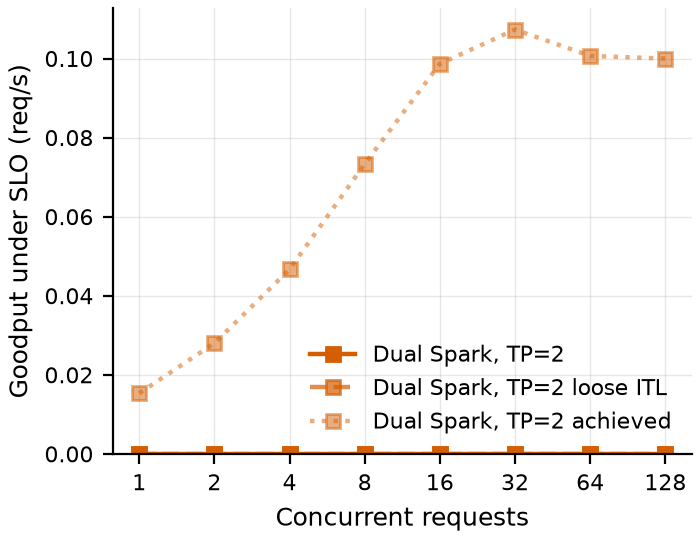 Goodput under SLO (req/s)
0.10
0.08
0.06
0.04
0.02
0.00
Dual Spark, TP=2
Dual Spark, TP=2 loose ITL
Dual Spark, TP=2 achieved
1 2 4 8 16 32 64 128
Concurrent requests